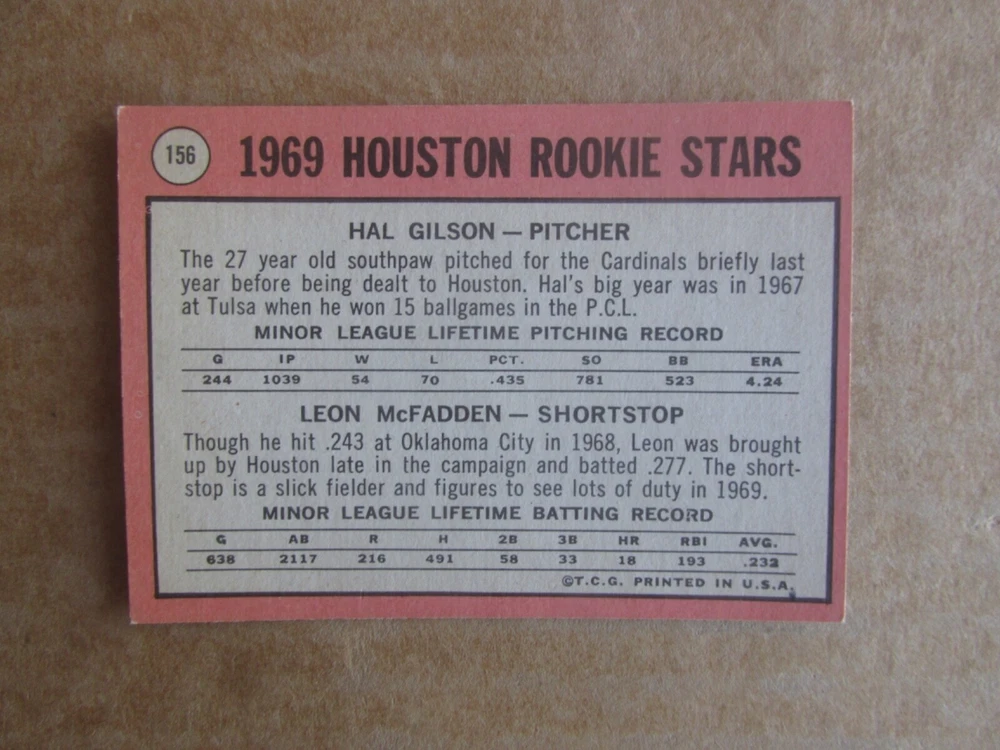 156
1969 HOUSTON ROOKIE STARS
HAL GILSON — PITCHER
The 27 year old southpaw pitched for the Cardinals briefly last
year before being dealt to Houston. Hal's big year was in 1967
at Tulsa when he won 15 ballgames in the P.C.L.
MINOR LEAGUE LIFETIME PITCHING RECORD
G IP W L PCT. SO BB ERA
244 1039 54 70 .435 781 523 4.24
LEON McFADDEN — SHORTSTOP
Though he hit .243 at Oklahoma City in 1968, Leon was brought
up by Houston late in the campaign and batted .277. The short-
stop is a slick fielder and figures to see lots of duty in 1969.
MINOR LEAGUE LIFETIME BATTING RECORD
G AB R H 2B 3B HR RBI AVG.
638 2117 216 491 58 33 18 193 .232
©T.C.G. PRINTED IN U.S.A.